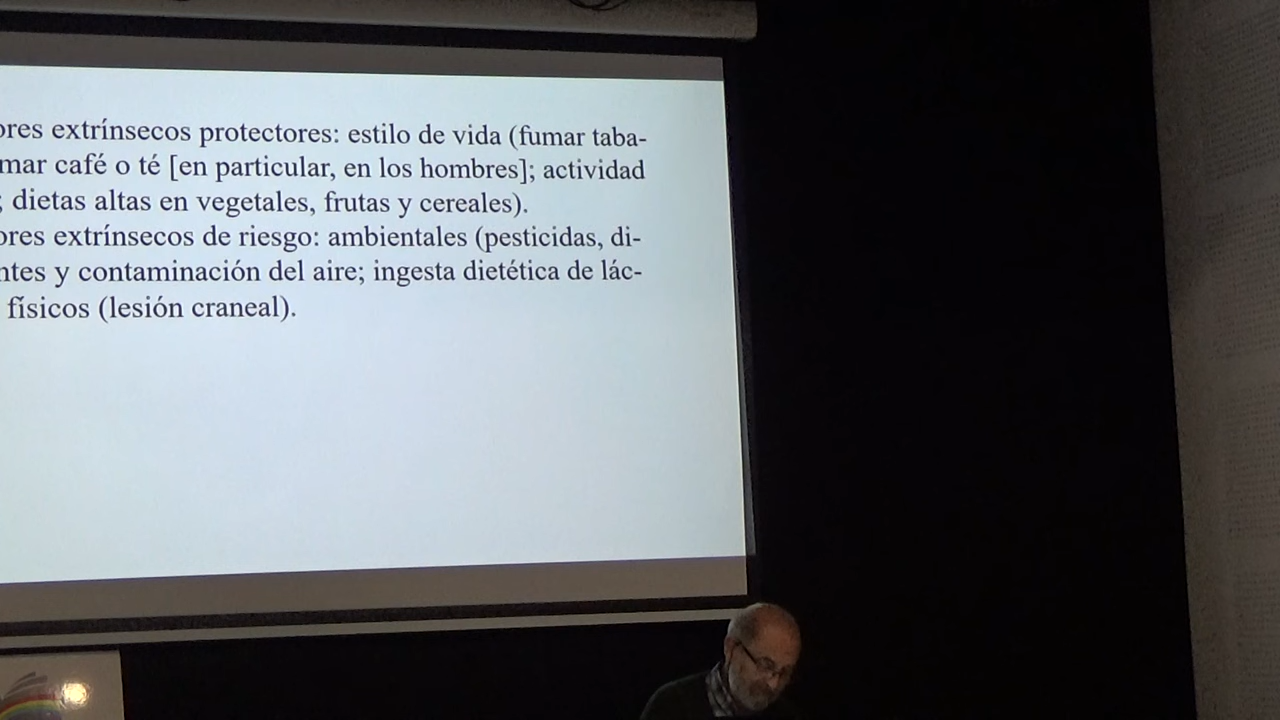 ores extrínsecos protectores: estilo de vida (fumar taba-
mar café o té [en particular, en los hombres]; actividad
; dietas altas en vegetales, frutas y cereales).
ores extrínsecos de riesgo: ambientales (pesticidas, di-
ntes y contaminación del aire; ingesta dietética de lác-
físicos (lesión craneal).